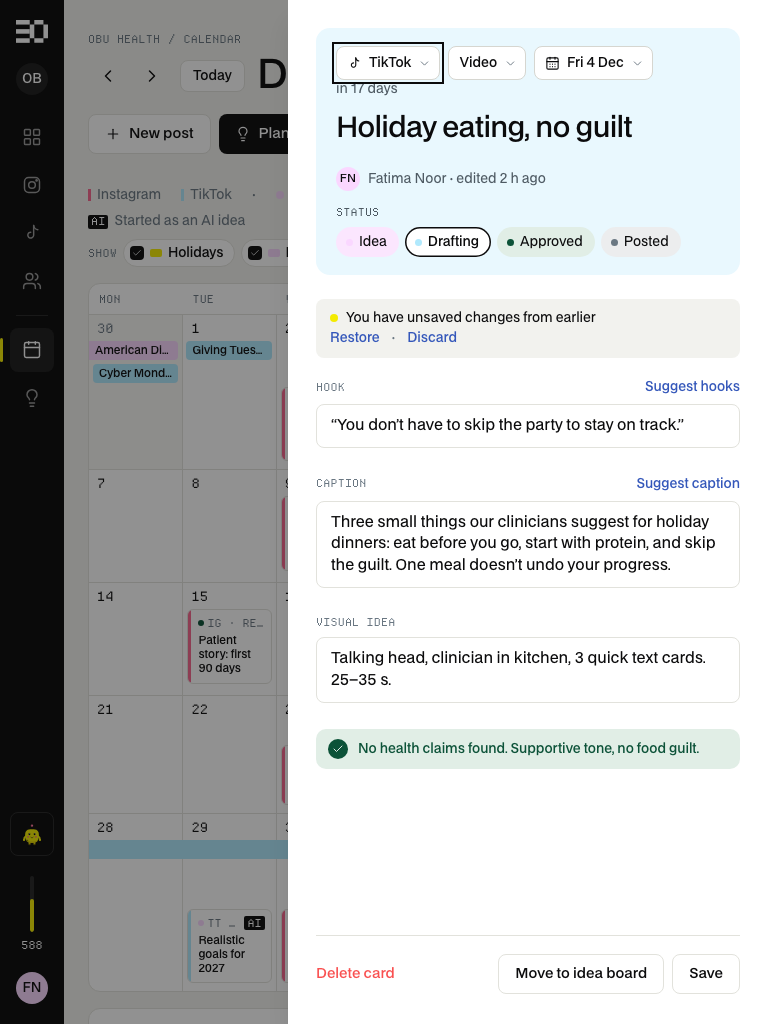 OBU HEALTH / CALENDAR
OB
Today
D
New post
Plan
Instagram
TikTok
·
AI Started as an AI idea
SHOW
Holidays
MON
TUE
30
1
American Di…
Giving Tues…
Cyber Mond…
7
8
14
15
IG · RE…
Patient
story: first
90 days
21
22
28
29
TT … AI
Realistic
goals for
2027
588
FN
TikTok
Video
Fri 4 Dec
in 17 days
Holiday eating, no guilt
FN Fatima Noor · edited 2 h ago
STATUS
Idea
Drafting
Approved
Posted
You have unsaved changes from earlier
Restore · Discard
HOOK
Suggest hooks
“You don’t have to skip the party to stay on track.”
CAPTION
Suggest caption
Three small things our clinicians suggest for holiday
dinners: eat before you go, start with protein, and skip
the guilt. One meal doesn’t undo your progress.
VISUAL IDEA
Talking head, clinician in kitchen, 3 quick text cards.
25–35 s.
No health claims found. Supportive tone, no food guilt.
Delete card
Move to idea board
Save